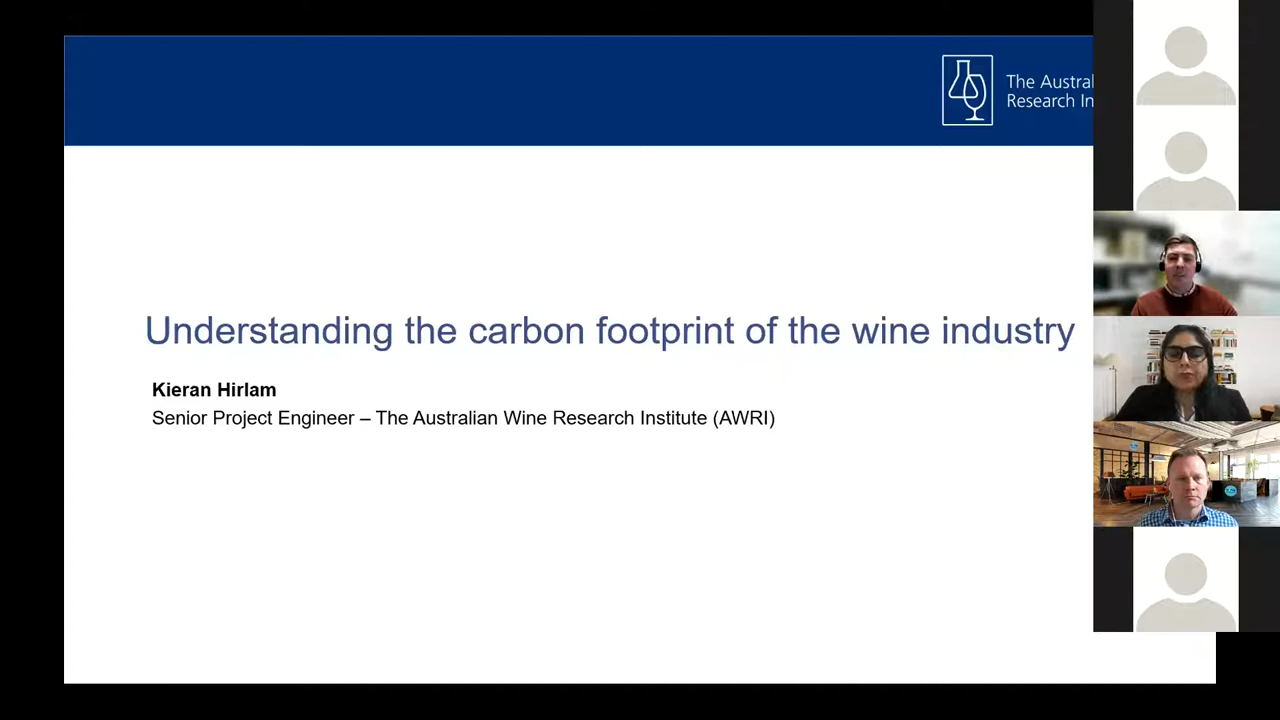 The Austral
Research In
Understanding the carbon footprint of the wine industry
Kieran Hirlam
Senior Project Engineer – The Australian Wine Research Institute (AWRI)